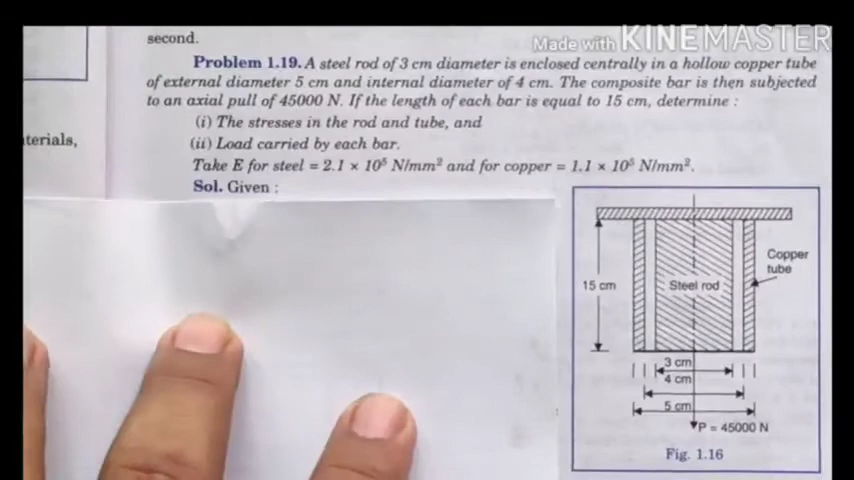 second.
Made with KINEMASTER
Problem 1.19. A steel rod of 3 cm diameter is enclosed centrally in a hollow copper tube
of external diameter 5 cm and internal diameter of 4 cm. The composite bar is then subjected
to an axial pull of 45000 N. If the length of each bar is equal to 15 cm, determine :
(i) The stresses in the rod and tube, and
terials,
(ii) Load carried by each bar.
Take E for steel = 2.1 × 10⁵ N/mm² and for copper = 1.1 × 10⁵ N/mm².
Sol. Given :
Copper
tube
15 cm
Steel rod
3 cm
4 cm
5 cm
P = 45000 N
Fig. 1.16